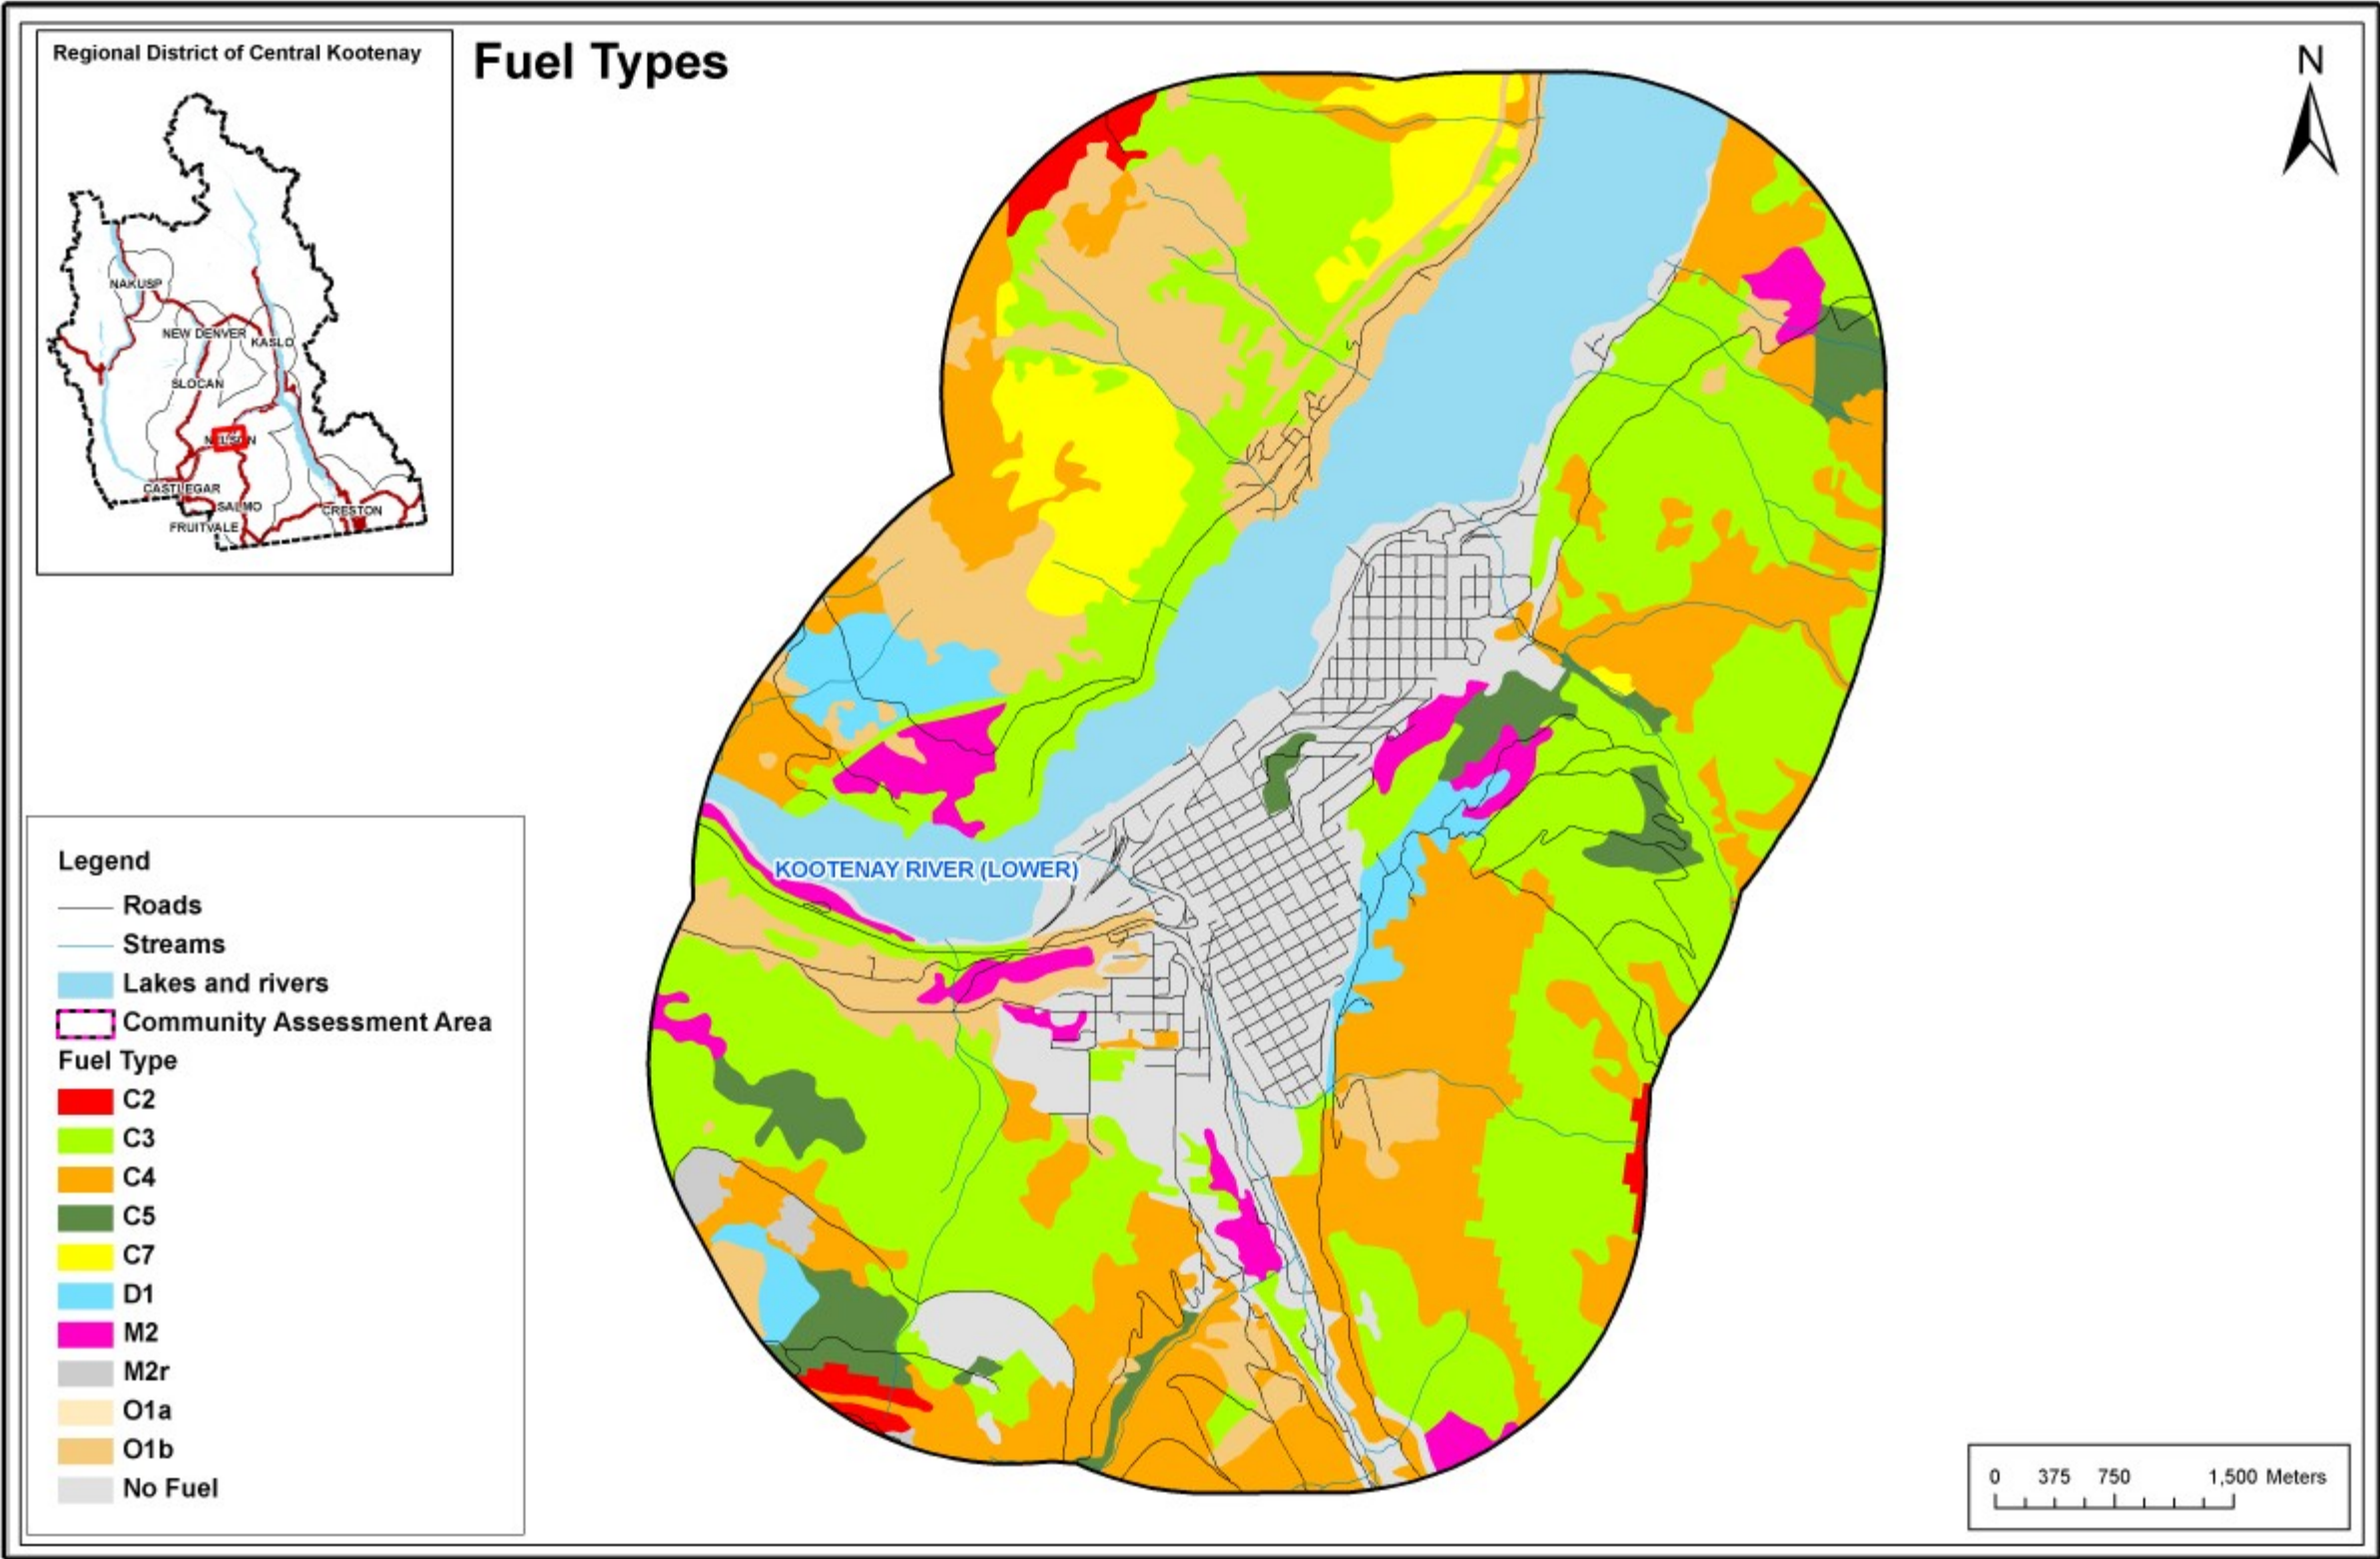 Regional District of Central Kootenay
Fuel Types
N
NAKUSP
NEW DENVER
KASLO
SLOCAN
NELSON
CASTLEGAR
SALMO
CRESTON
FRUITVALE
KOOTENAY RIVER (LOWER)
Legend
Roads
Streams
Lakes and rivers
Community Assessment Area
Fuel Type
C2
C3
C4
C5
C7
D1
M2
M2r
O1a
O1b
No Fuel
0 375 750 1,500 Meters